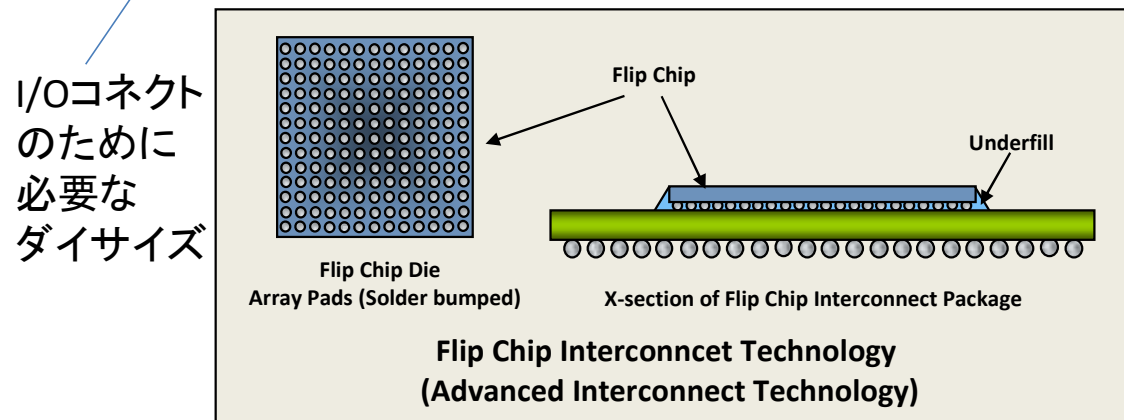 I/Oコネクト
のために
必要な
ダイサイズ
Flip Chip
Underfill
Flip Chip Die
Array Pads (Solder bumped)
X-section of Flip Chip Interconnect Package
Flip Chip Interconncet Technology
(Advanced Interconnect Technology)